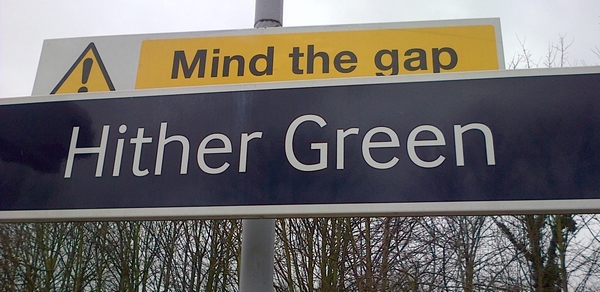 Mind the gap
Hither Green